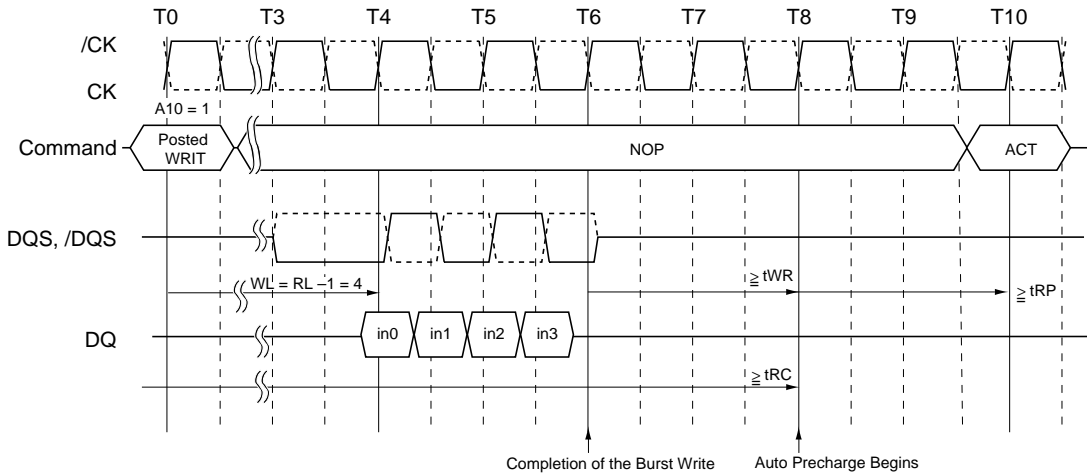 T0 T3 T4 T5 T6 T7 T8 T9 T10
/CK
CK
A10 = 1
Command
Posted
WRIT
NOP
ACT
DQS, /DQS
WL = RL –1 = 4
≧ tWR
≧ tRP
DQ
in0 in1 in2 in3
≧ tRC
Completion of the Burst Write
Auto Precharge Begins